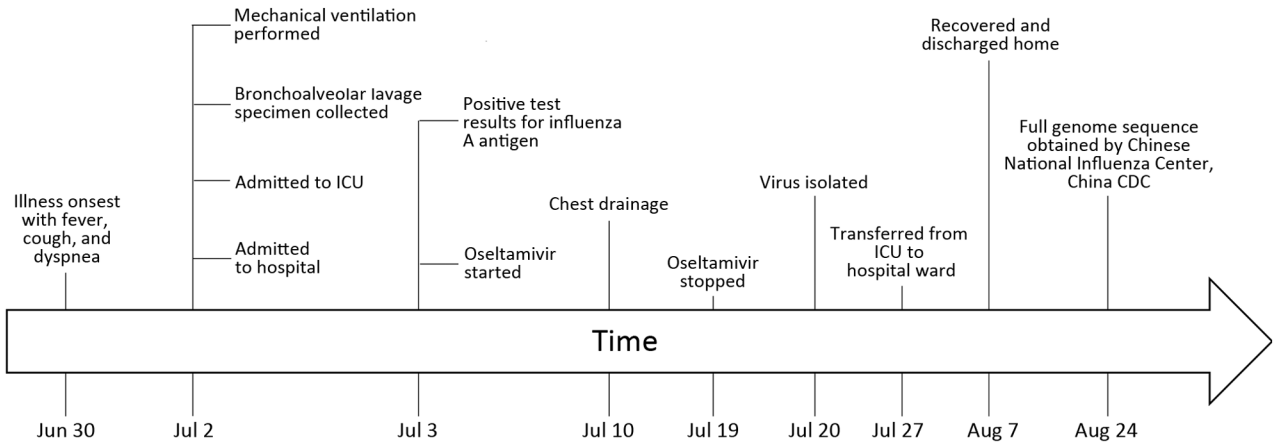 Mechanical ventilation
performed
Bronchoalveolar lavage
specimen collected
Admitted to ICU
Admitted
to hospital
Illness onsest
with fever,
cough, and
dyspnea
Positive test
results for influenza
A antigen
Oseltamivir
started
Chest drainage
Oseltamivir
stopped
Virus isolated
Transferred from
ICU to
hospital ward
Recovered and
discharged home
Full genome sequence
obtained by Chinese
National Influenza Center,
China CDC
Time
Jun 30
Jul 2
Jul 3
Jul 10
Jul 19
Jul 20
Jul 27
Aug 7
Aug 24